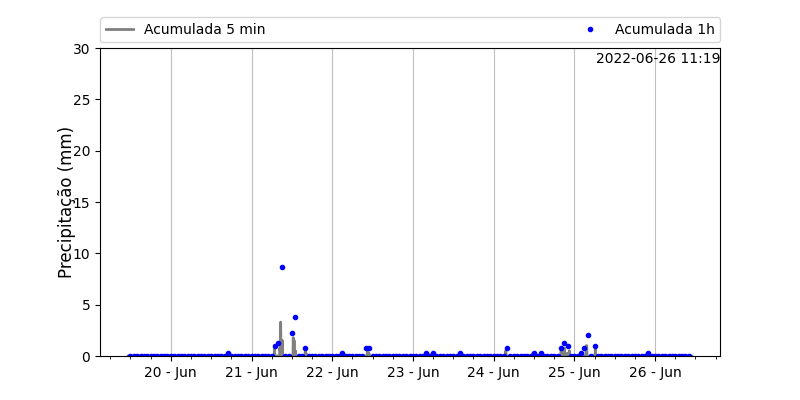 Acumulada 5 min
Acumulada 1h
2022-06-26 11:19
Precipitação (mm)
30
25
20
15
10
5
0
20 - Jun
21 - Jun
22 - Jun
23 - Jun
24 - Jun
25 - Jun
26 - Jun